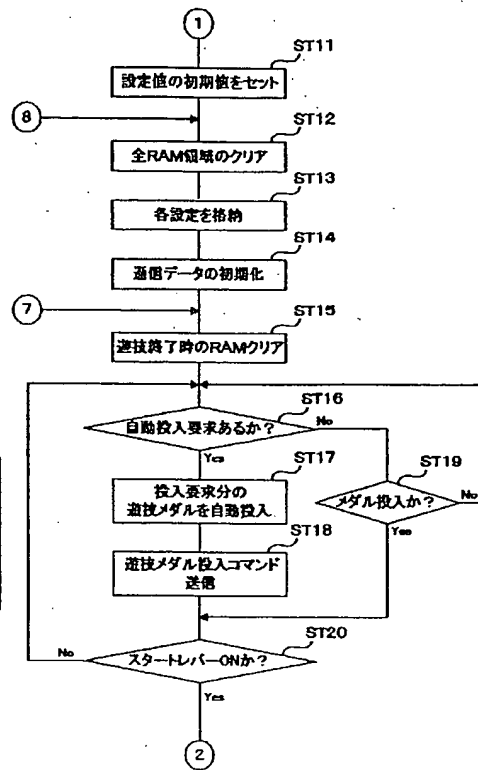 1
ST11
設定値の初期値をセット
8
ST12
全RAM領域のクリア
ST13
各設定を格納
ST14
通信データの初期化
7
ST15
遊技終了時のRAMクリア
ST16
自動投入要求あるか？
No
Yes
ST17
投入要求分の
遊技メダルを自動投入
ST19
メダル投入か？
No
Yes
ST18
遊技メダル投入コマンド
送信
ST20
スタートレバーONか？
No
Yes
2